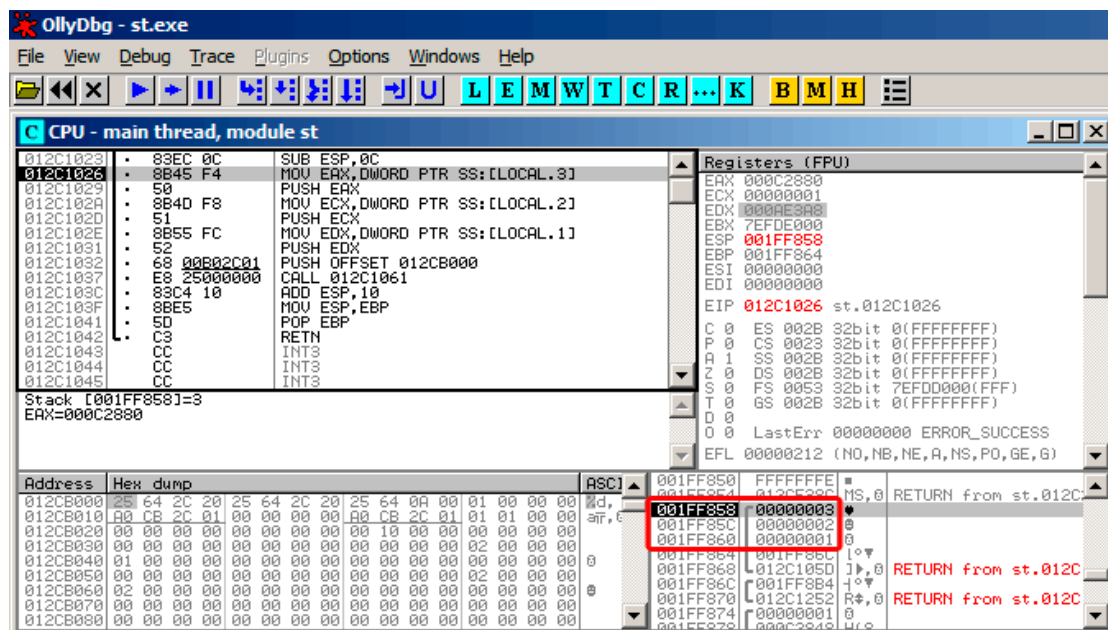 OllyDbg - st.exe
File View Debug Trace Plugins Options Windows Help
L E M W T C R ... K B M H
C CPU - main thread, module st
012C1023 . 83EC 0C SUB ESP,0C
012C1026 . 8B45 F4 MOV EAX,DWORD PTR SS:[LOCAL.3]
012C1029 . 50 PUSH EAX
012C102A . 8B4D F8 MOV ECX,DWORD PTR SS:[LOCAL.2]
012C102D . 51 PUSH ECX
012C102E . 8B55 FC MOV EDX,DWORD PTR SS:[LOCAL.1]
012C1031 . 52 PUSH EDX
012C1032 . 68 00B02C01 PUSH OFFSET 012CB000
012C1037 . E8 25000000 CALL 012C1061
012C103C . 83C4 10 ADD ESP,10
012C103F . 8BE5 MOV ESP,EBP
012C1041 . 5D POP EBP
012C1042 . C3 RETN
012C1043 CC INT3
012C1044 CC INT3
012C1045 CC INT3
Stack [001FF858]=3
EAX=000C2880
Registers (FPU)
EAX 000C2880
ECX 00000001
EDX 000AE3A8
EBX 7EFDE000
ESP 001FF858
EBP 001FF864
ESI 00000000
EDI 00000000
EIP 012C1026 st.012C1026
C 0 ES 002B 32bit 0(FFFFFFFF)
P 0 CS 0023 32bit 0(FFFFFFFF)
A 1 SS 002B 32bit 0(FFFFFFFF)
Z 0 DS 002B 32bit 0(FFFFFFFF)
S 0 FS 0053 32bit 7EFDD000(FFF)
T 0 GS 002B 32bit 0(FFFFFFFF)
D 0
O 0 LastErr 00000000 ERROR_SUCCESS
EFL 00000212 (NO,NB,NE,A,NS,PO,GE,G)
Address Hex dump ASCI
012CB000 25 64 2C 20 25 64 2C 20 25 64 0A 00 01 00 00 00 %d,
012CB010 A0 CB 2C 01 00 00 00 00 A0 CB 2C 01 01 01 00 00
012CB020 00 00 00 00 00 00 00 00 00 10 00 00 00 00 00 00
012CB030 00 00 00 00 00 00 00 00 00 00 00 00 02 00 00 00
012CB040 01 00 00 00 00 00 00 00 00 00 00 00 00 00 00 00
012CB050 00 00 00 00 00 00 00 00 00 00 00 00 02 00 00 00
012CB060 02 00 00 00 00 00 00 00 00 00 00 00 00 00 00 00
012CB070 00 00 00 00 00 00 00 00 00 00 00 00 00 00 00 00
012CB080 00 00 00 00 00 00 00 00 00 00 00 00 00 00 00 00
001FF850 FFFFFFFE
RETURN from st.012C
001FF858 00000003
001FF85C 00000002
001FF860 00000001
001FF864 001FF86C
001FF868 012C105D RETURN from st.012C
001FF86C 001FF8B4
001FF870 012C1252 RETURN from st.012C
001FF874 00000001